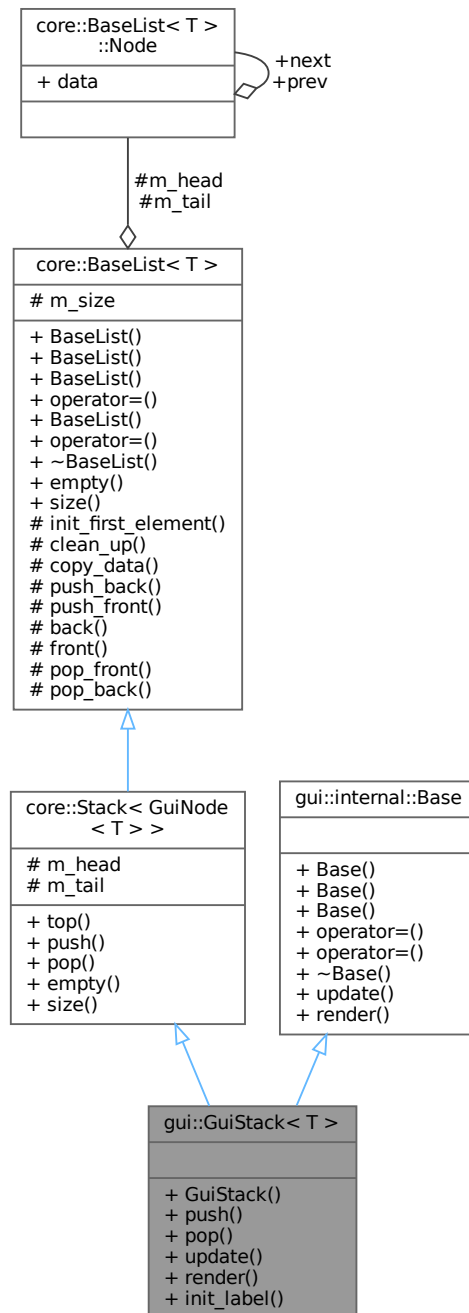 core::BaseList< T >
::Node
+ data
+next
+prev
#m_head
#m_tail
core::BaseList< T >
# m_size
+ BaseList()
+ BaseList()
+ BaseList()
+ operator=()
+ BaseList()
+ operator=()
+ ~BaseList()
+ empty()
+ size()
# init_first_element()
# clean_up()
# copy_data()
# push_back()
# push_front()
# back()
# front()
# pop_front()
# pop_back()
core::Stack< GuiNode
< T > >
# m_head
# m_tail
+ top()
+ push()
+ pop()
+ empty()
+ size()
gui::internal::Base
+ Base()
+ Base()
+ Base()
+ operator=()
+ operator=()
+ ~Base()
+ update()
+ render()
gui::GuiStack< T >
+ GuiStack()
+ push()
+ pop()
+ update()
+ render()
+ init_label()